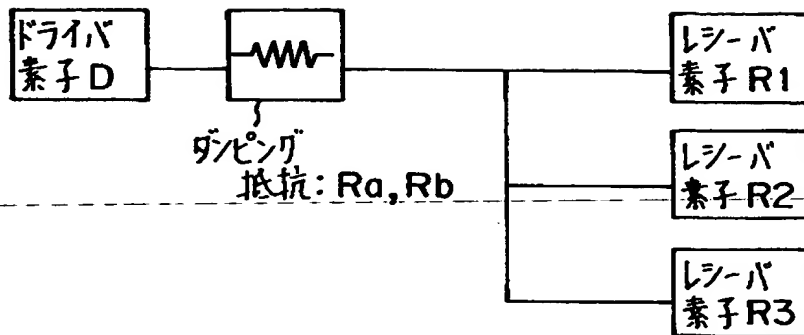 ドライバ
素子D
レシーバ
素子R1
ダンピング
抵抗:Ra,Rb
レシーバ
素子R2
レシーバ
素子R3